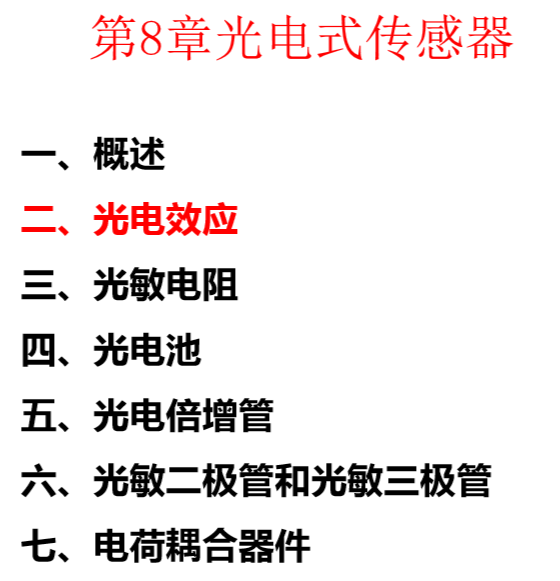 第8章光电式传感器
一、概述
二、光电效应
三、光敏电阻
四、光电池
五、光电倍增管
六、光敏二极管和光敏三极管
七、电荷耦合器件